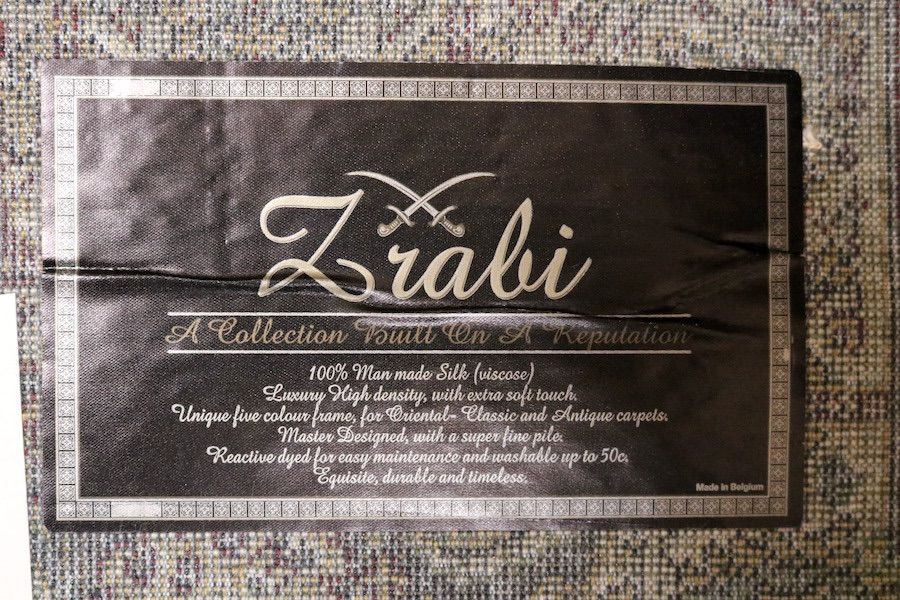 Zrabi
A Collection Built On A Reputation
100% Man made Silk (viscose)
Luxury High density, with extra soft touch.
Unique five colour frame, for Oriental- Classic and Antique carpets.
Master Designed, with a super fine pile.
Reactive dyed for easy maintenance and washable up to 50c.
Equisite, durable and timeless.
Made in Belgium